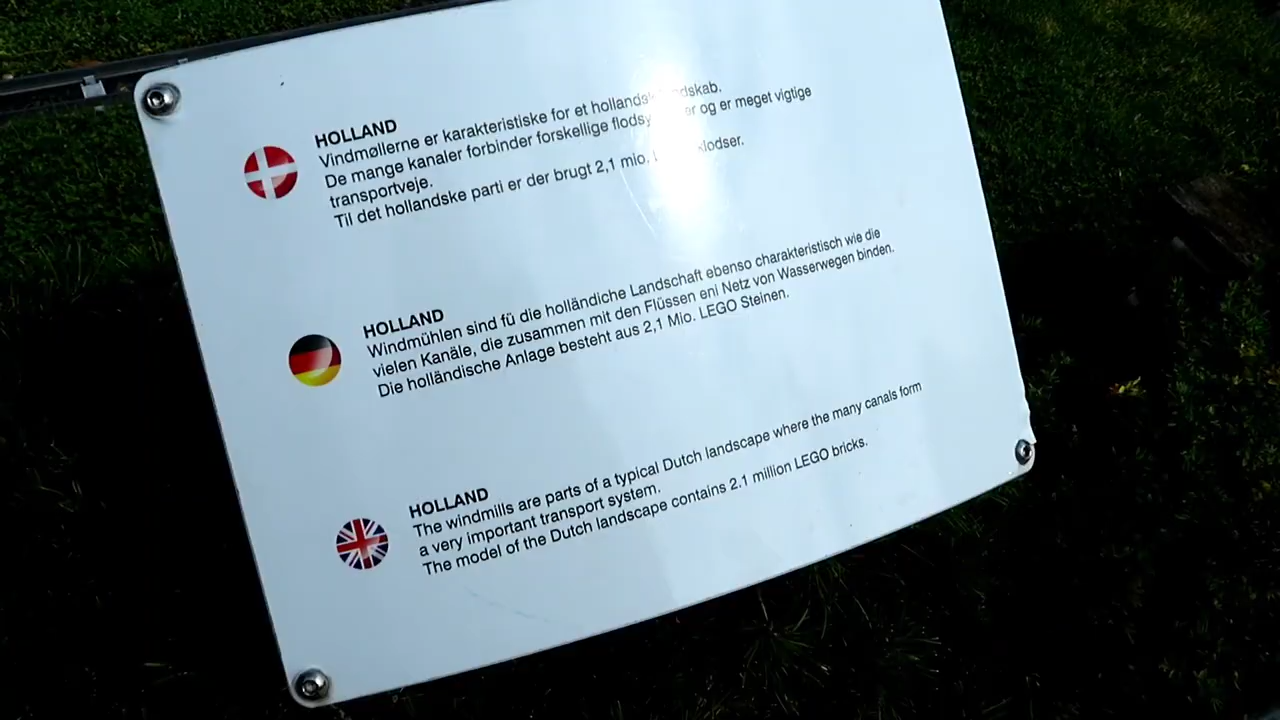 HOLLAND
Vindmøllerne er karakteristiske for et
De mange kanaler forbinder forskellige og er meget vigtige
transportveje.
Til det hollandske parti er der brugt 2,1 mio.
HOLLAND
Windmühlen sind fü die holländiche Landschaft ebenso charakteristisch wie die
vielen Kanäle, die zusammen mit den Flüssen eni Netz von Wasserwegen binden.
Die holländische Anlage besteht aus 2,1 Mio. LEGO Steinen.
HOLLAND
The windmills are parts of a typical Dutch landscape where the many canals form
a very important transport system.
The model of the Dutch landscape contains 2.1 million LEGO bricks.